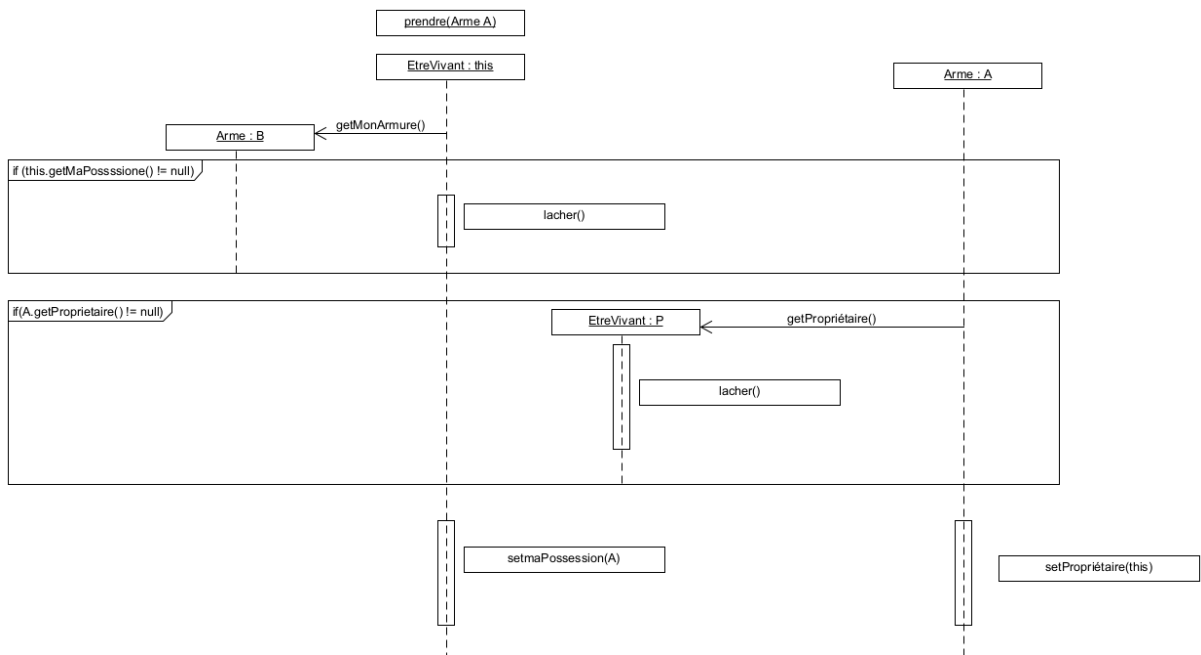 prendre(Arme A)
EtreVivant : this
Arme : A
getMonArmure()
Arme : B
if (this.getMaPossssione() != null)
lacher()
if(A.getProprietaire() != null)
EtreVivant : P
getPropriétaire()
lacher()
setmaPossession(A)
setPropriétaire(this)